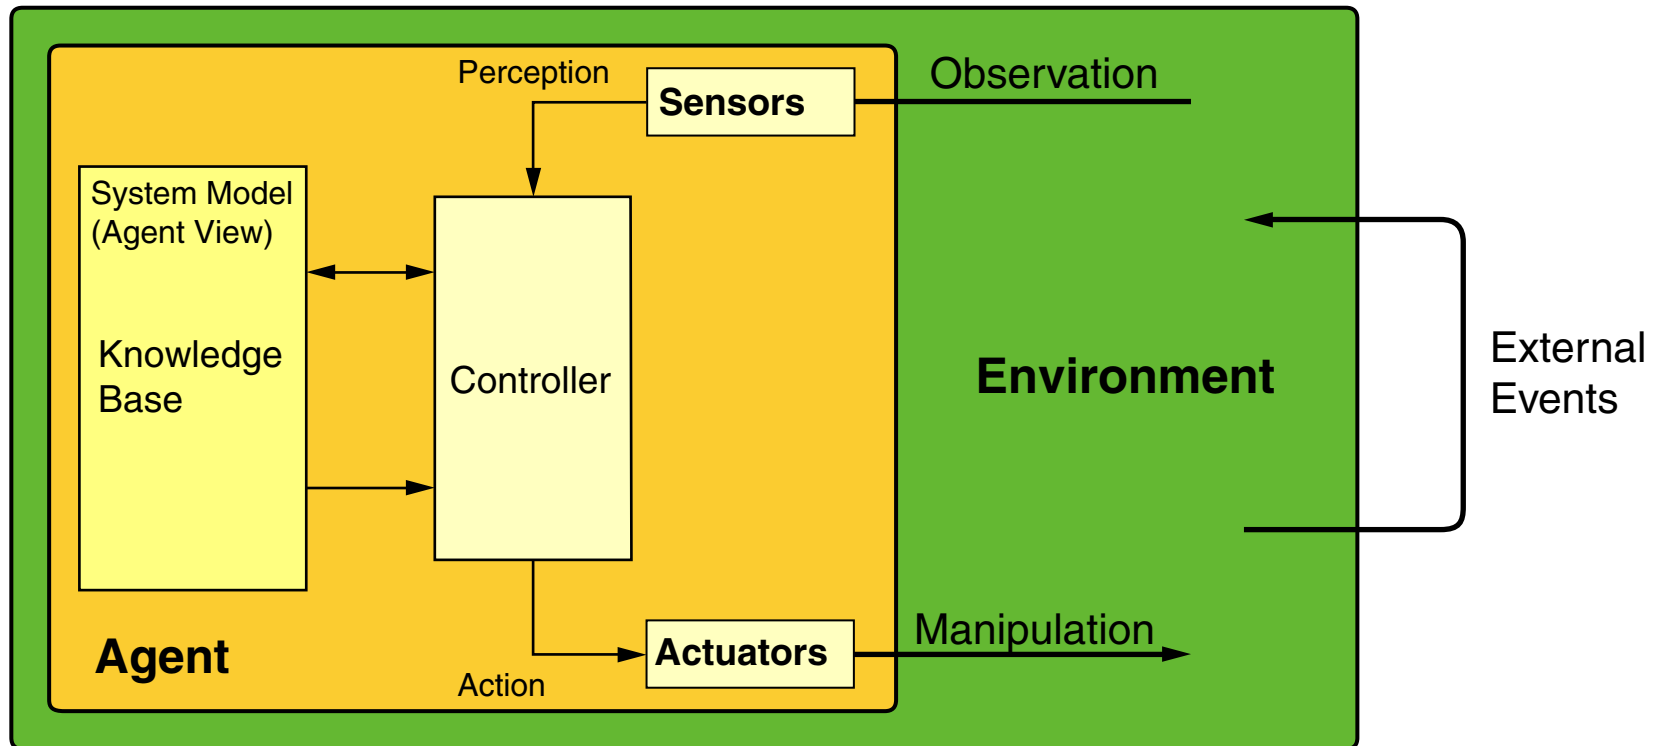 Perception
Sensors
Observation
System Model
(Agent View)
Knowledge
Base
Controller
Environment
External
Events
Agent
Action
Actuators
Manipulation